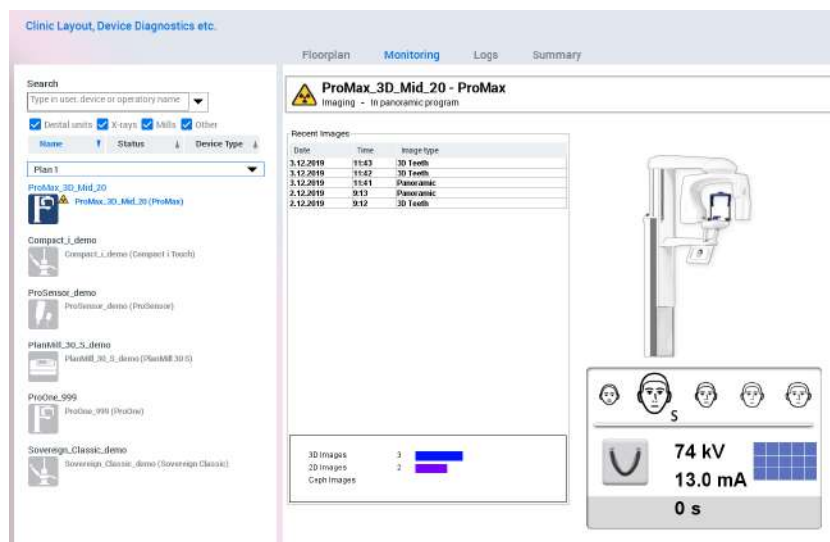 Clinic Layout, Device Diagnostics etc.
Floorplan Monitoring Logs Summary
Search
Type in user, device or operatory name
Dental units X-rays Mills Other
Name Status Device Type
Plan 1
ProMax_3D_Mid_20
ProMax_3D_Mid_20 (ProMax)
Compact_i_demo
Compact_i_demo (Compact i Touch)
ProSensor_demo
ProSensor_demo (ProSensor)
PlanMill_30_S_demo
PlanMill_30_S_demo (PlanMill 30 S)
ProOne_999
ProOne_999 (ProOne)
Sovereign_Classic_demo
Sovereign_Classic_demo (Sovereign Classic)
ProMax_3D_Mid_20 - ProMax
Imaging - In panoramic program
Recent Images
Date Time Image type
3.12.2019 11:43 3D Teeth
3.12.2019 11:42 3D Teeth
3.12.2019 11:41 Panoramic
2.12.2019 9:13 Panoramic
2.12.2019 9:12 3D Teeth
3D Images 3
2D Images 2
Ceph Images
S
74 kV
13.0 mA
0 s